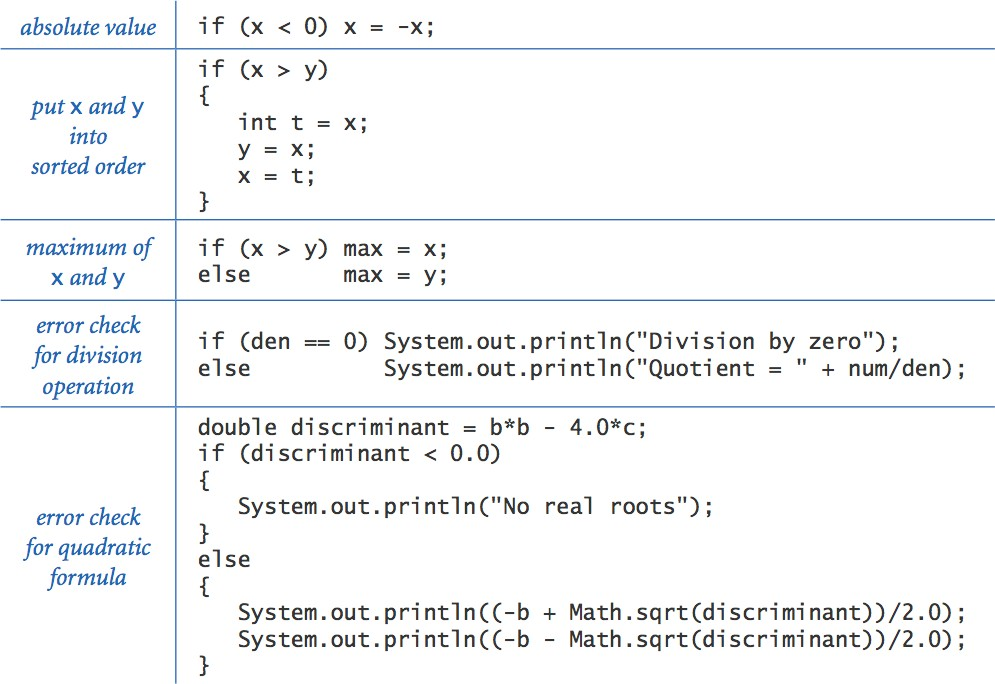 absolute value
if (x < 0) x = -x;
put x and y
into
sorted order
if (x > y)
{
   int t = x;
   y = x;
   x = t;
}
maximum of
x and y
if (x > y) max = x;
else       max = y;
error check
for division
operation
if (den == 0) System.out.println("Division by zero");
else          System.out.println("Quotient = " + num/den);
error check
for quadratic
formula
double discriminant = b*b - 4.0*c;
if (discriminant < 0.0)
{
   System.out.println("No real roots");
}
else
{
   System.out.println((-b + Math.sqrt(discriminant))/2.0);
   System.out.println((-b - Math.sqrt(discriminant))/2.0);
}